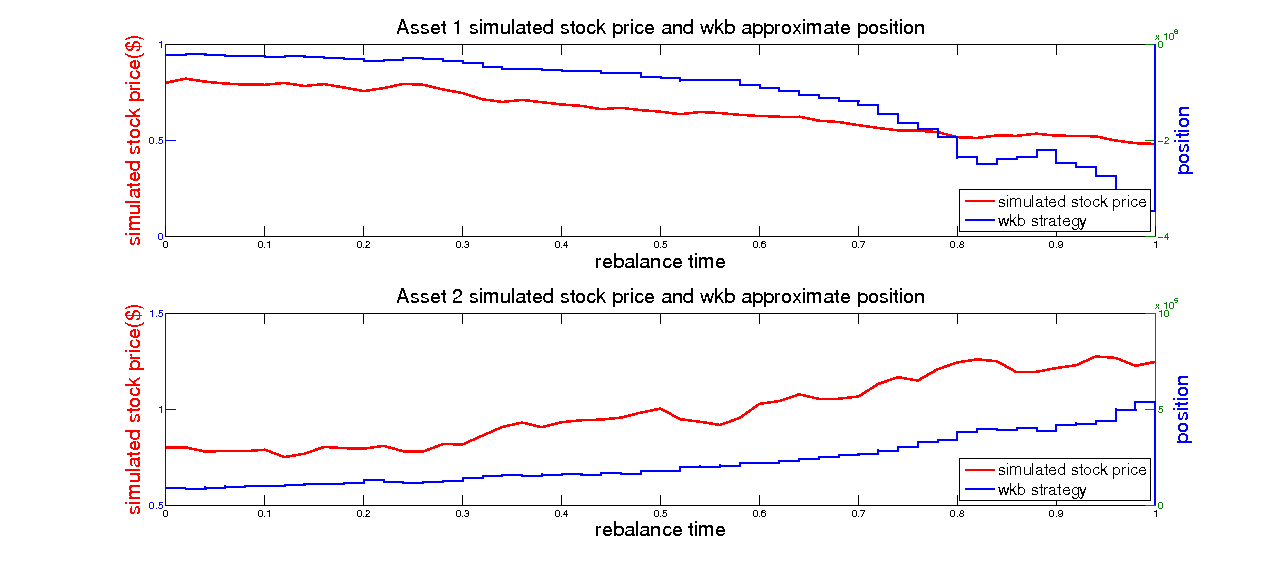 Asset 1 simulated stock price and wkb approximate position
simulated stock price($)
1
0.5
0
0
-2
-4
position
simulated stock price
wkb strategy
0 0.1 0.2 0.3 0.4 0.5 0.6 0.7 0.8 0.9 1
rebalance time
Asset 2 simulated stock price and wkb approximate position
simulated stock price($)
1.5
1
0.5
10
5
0
position
simulated stock price
wkb strategy
0 0.1 0.2 0.3 0.4 0.5 0.6 0.7 0.8 0.9 1
rebalance time